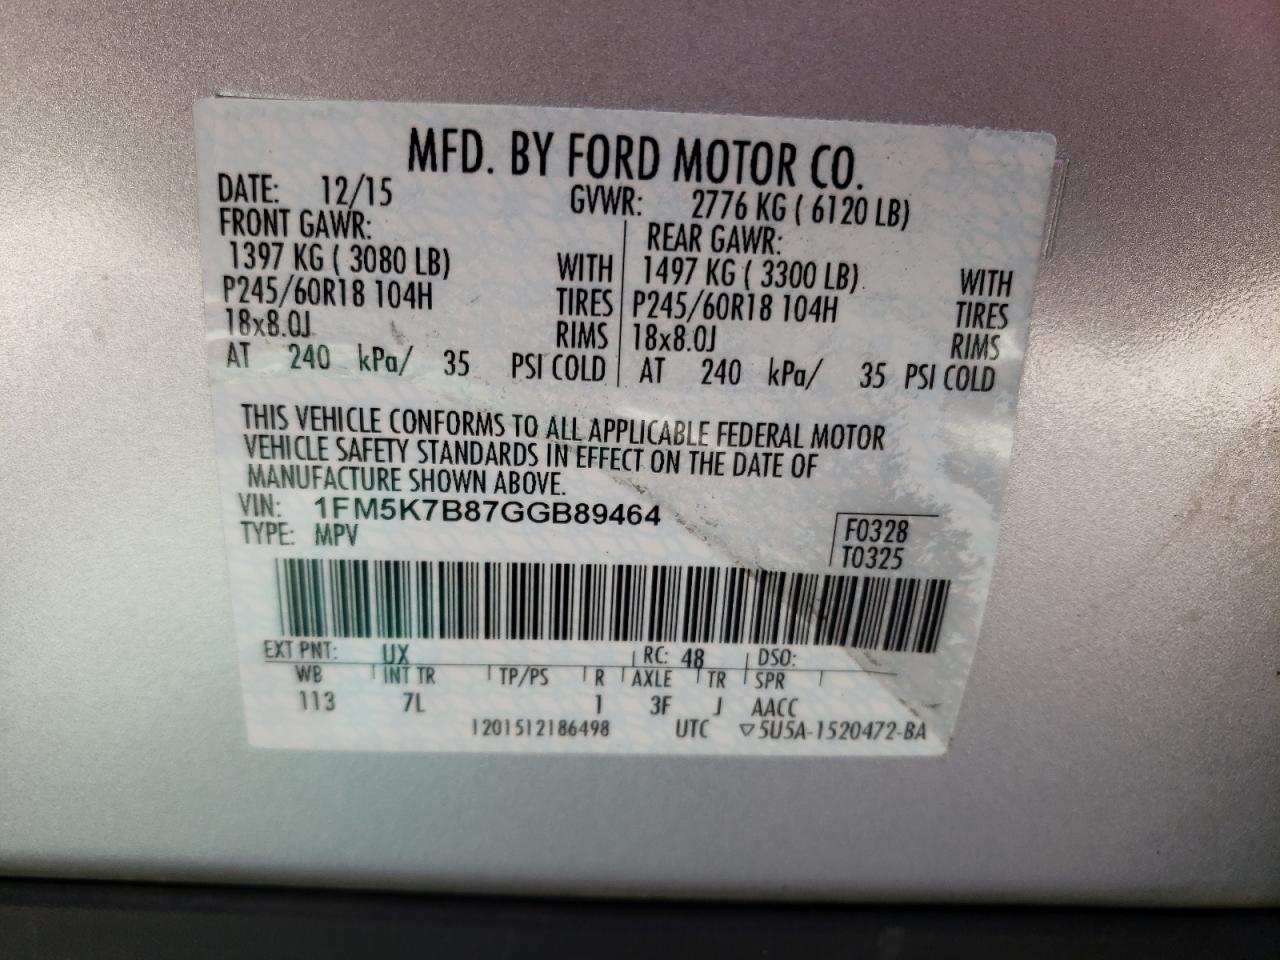 MFD. BY FORD MOTOR CO.
DATE: 12/15 GVWR: 2776 KG ( 6120 LB)
FRONT GAWR: REAR GAWR:
1397 KG ( 3080 LB) WITH 1497 KG ( 3300 LB) WITH
P245/60R18 104H TIRES P245/60R18 104H TIRES
18x8.0J RIMS 18x8.0J RIMS
AT 240 kPa/ 35 PSI COLD AT 240 kPa/ 35 PSI COLD
THIS VEHICLE CONFORMS TO ALL APPLICABLE FEDERAL MOTOR
VEHICLE SAFETY STANDARDS IN EFFECT ON THE DATE OF
MANUFACTURE SHOWN ABOVE.
VIN: 1FM5K7B87GGB89464
TYPE: MPV
F0328
T0325
EXT PNT: UX RC: 48 DSO:
WB INT TR TP/PS R AXLE TR SPR
113 7L 1 3F J AACC
1201512186498 UTC ▽5U5A-1520472-BA